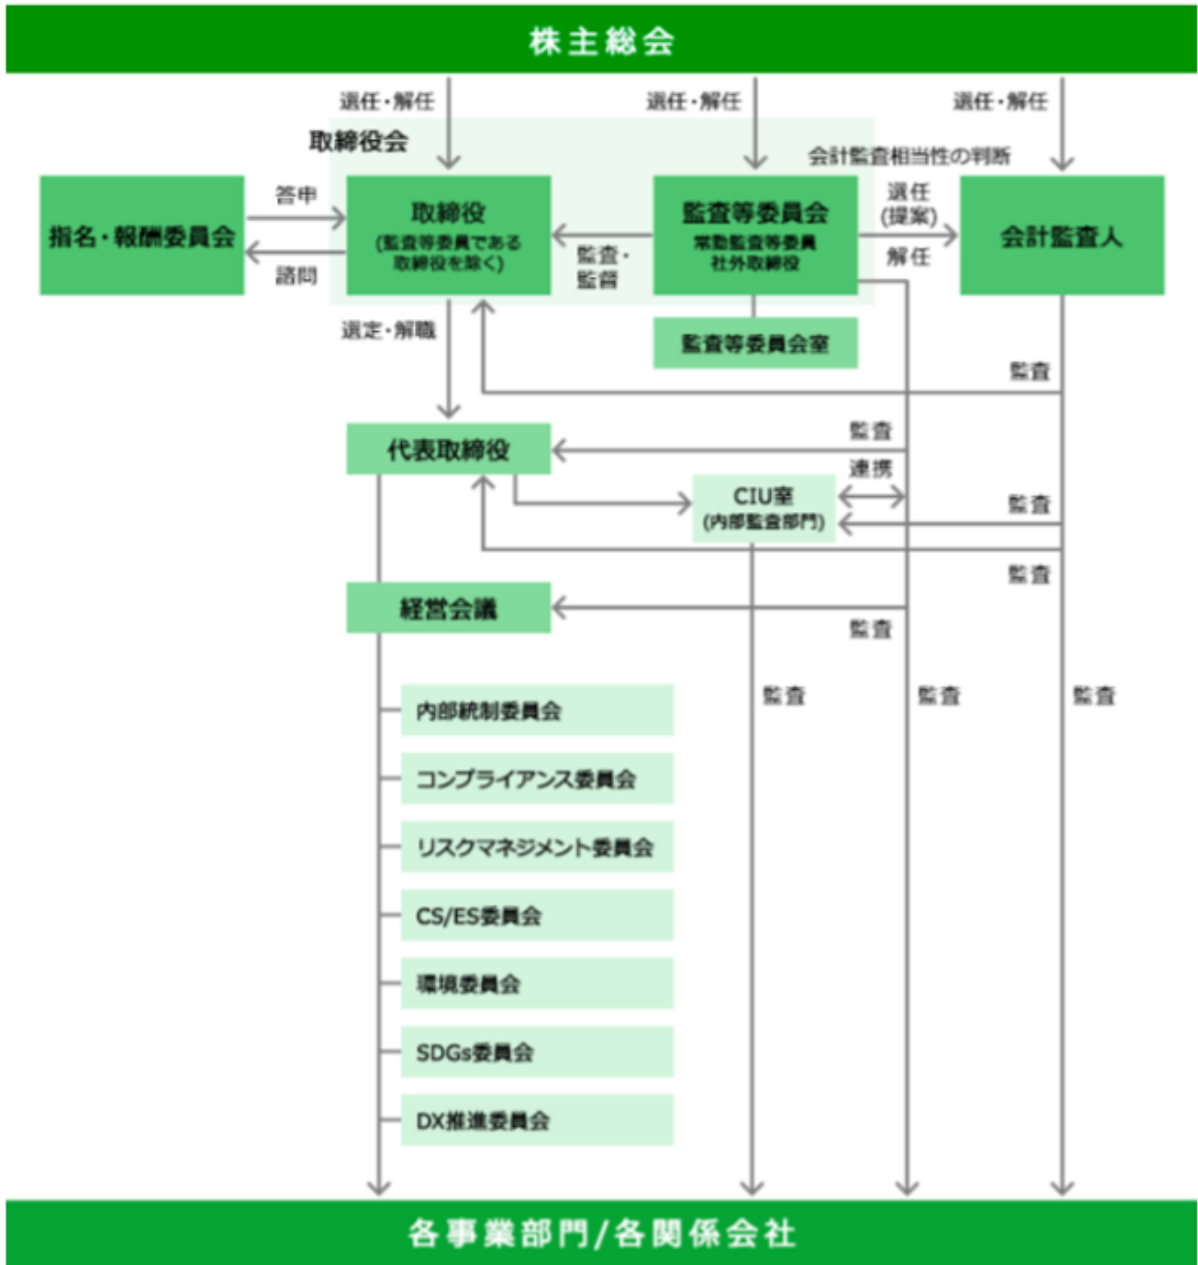 株主総会
選任・解任
選任・解任
選任・解任
取締役会
会計監査相当性の判断
指名・報酬委員会
答申
諮問
取締役
(監査等委員である
取締役を除く)
監査・
監督
監査等委員会
常勤監査等委員
社外取締役
選任
(提案)
解任
会計監査人
選定・解職
監査等委員会室
監査
代表取締役
監査
連携
CIU室
(内部監査部門)
監査
監査
経営会議
監査
監査
監査
監査
内部統制委員会
コンプライアンス委員会
リスクマネジメント委員会
CS/ES委員会
環境委員会
SDGs委員会
DX推進委員会
各事業部門/各関係会社